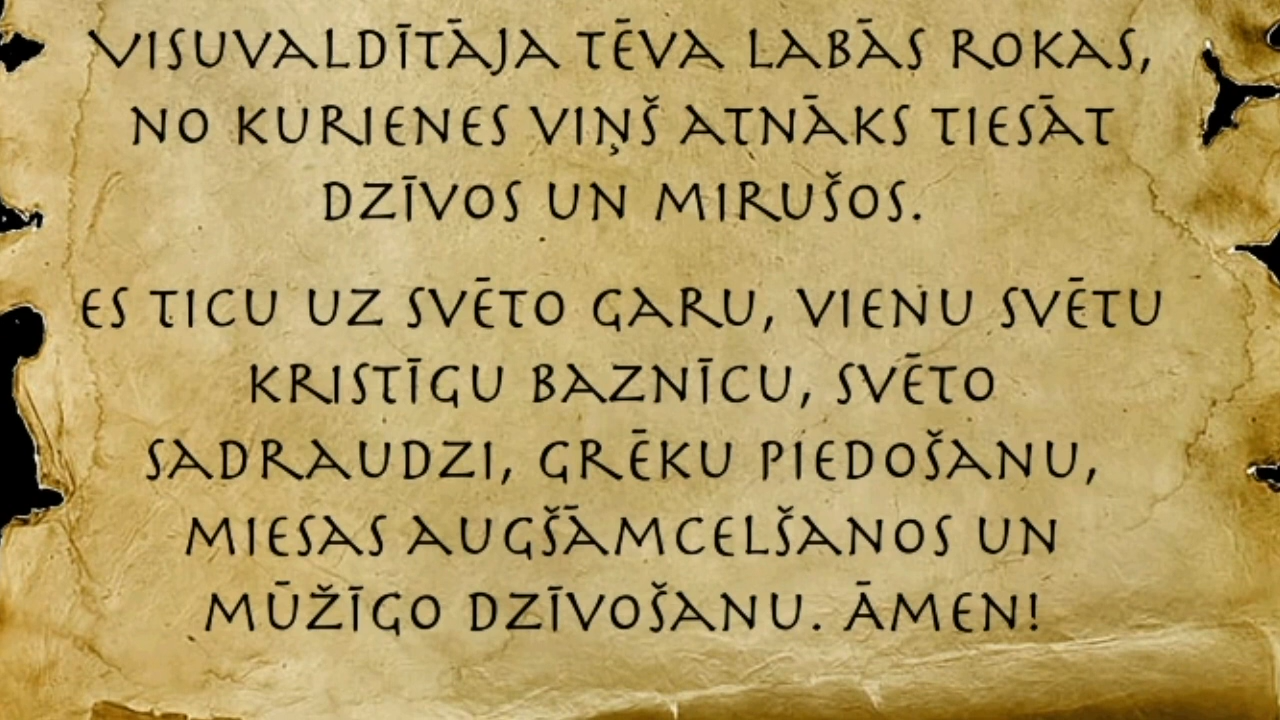 VISUVALDĪTĀJA TĒVA LABĀS ROKAS,
NO KURIENES VIŅŠ ATNĀKS TIESĀT
DZĪVOS UN MIRUŠOS.
ES TICU UZ SVĒTO GARU, VIENU SVĒTU
KRISTĪGU BAZNĪCU, SVĒTO
SADRAUDZI, GRĒKU PIEDOŠANU,
MIESAS AUGŠĀMCELŠANOS UN
MŪŽĪGO DZĪVOŠANU. ĀMEN!